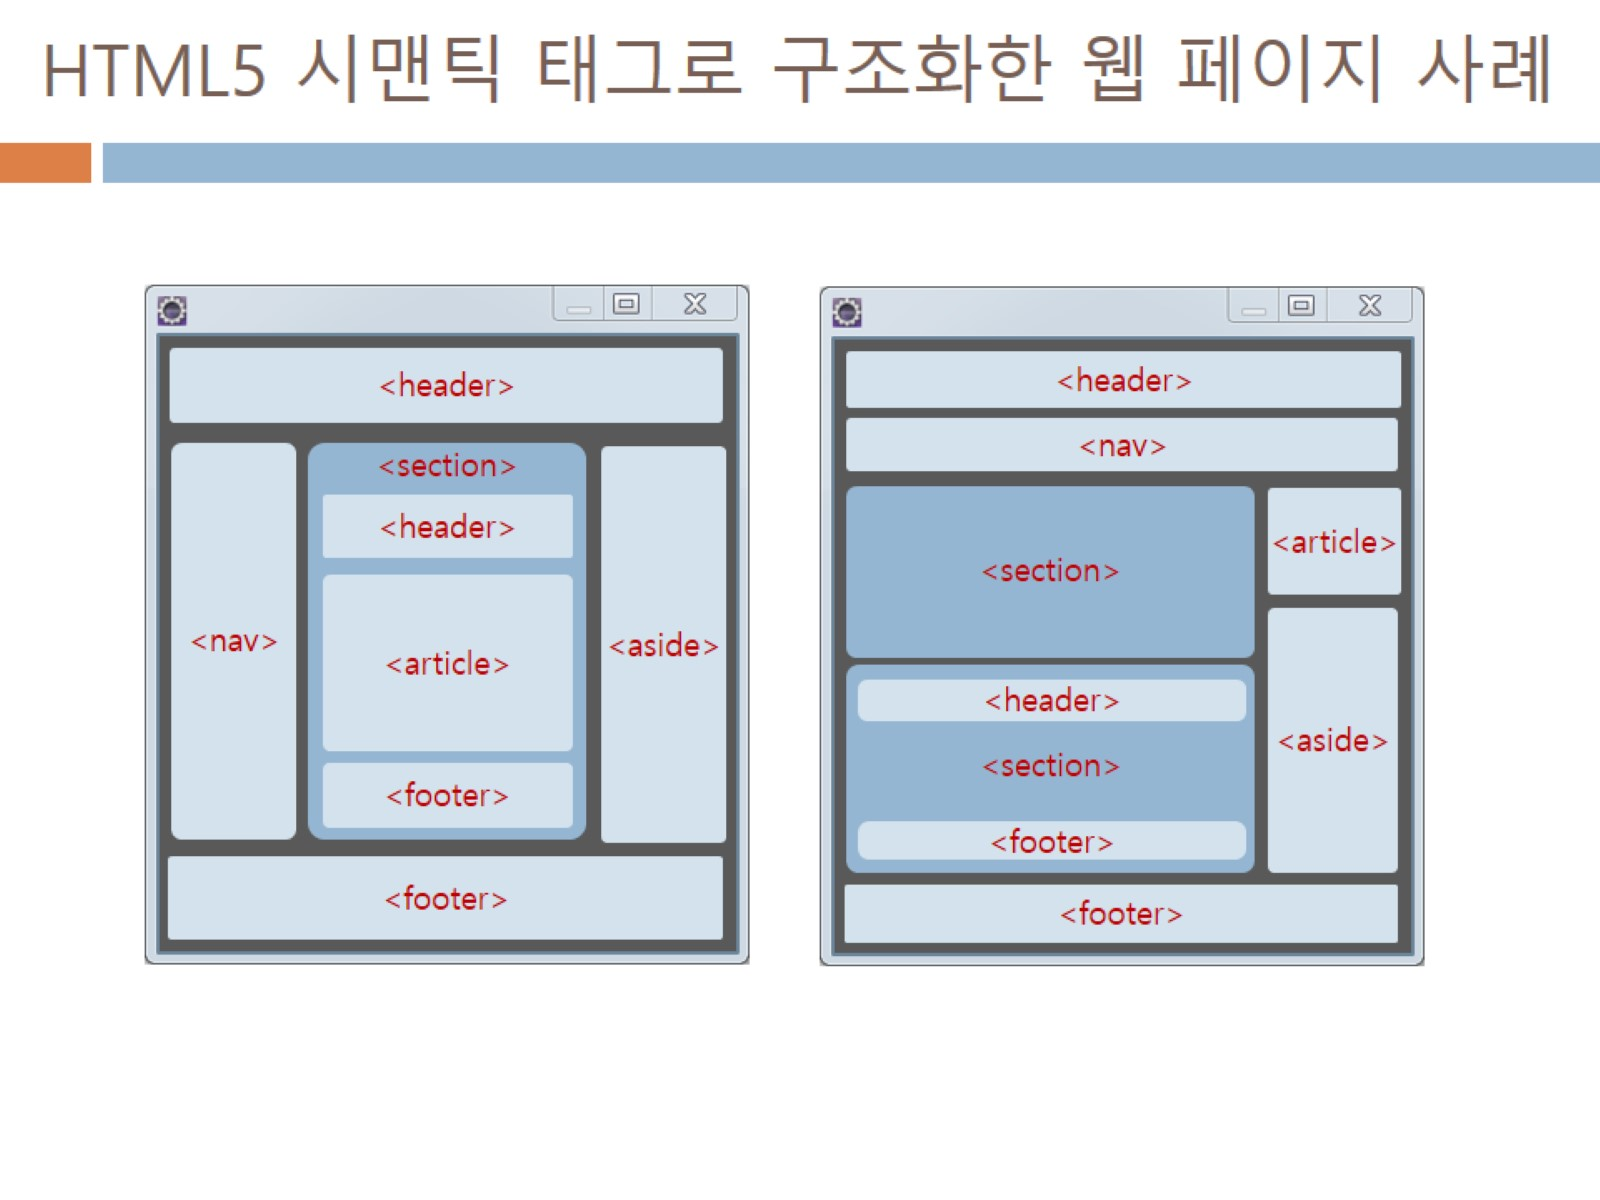 HTML5 시맨틱 태그로 구조화한 웹 페이지 사례
<header>
<nav>
<section>
<header>
<article>
<footer>
<aside>
<footer>
<header>
<nav>
<section>
<article>
<header>
<section>
<footer>
<aside>
<footer>